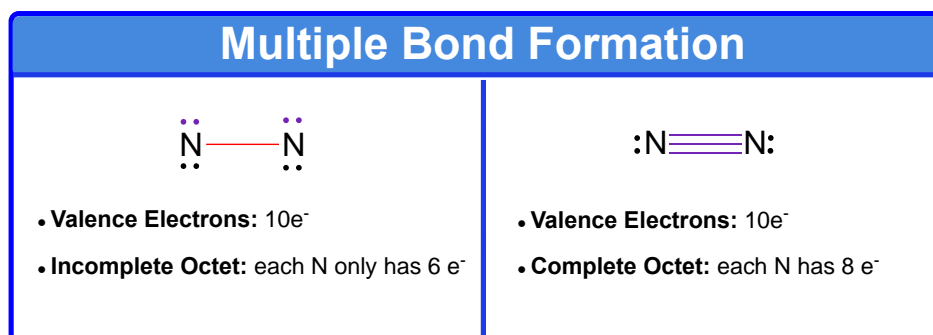 Multiple Bond Formation
N N
:N N:
• Valence Electrons: 10e⁻
• Incomplete Octet: each N only has 6 e⁻
• Valence Electrons: 10e⁻
• Complete Octet: each N has 8 e⁻